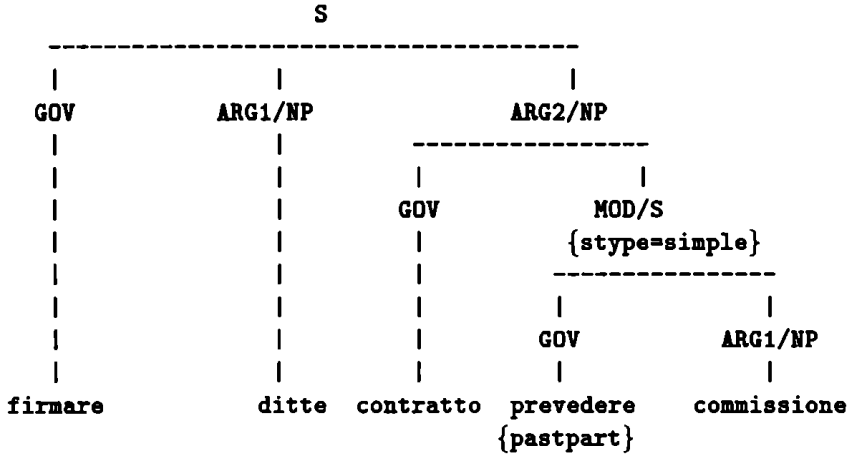 S
GOV ARG1/NP ARG2/NP
GOV MOD/S
{stype=simple}
GOV ARG1/NP
firmare ditte contratto prevedere commissione
{pastpart}